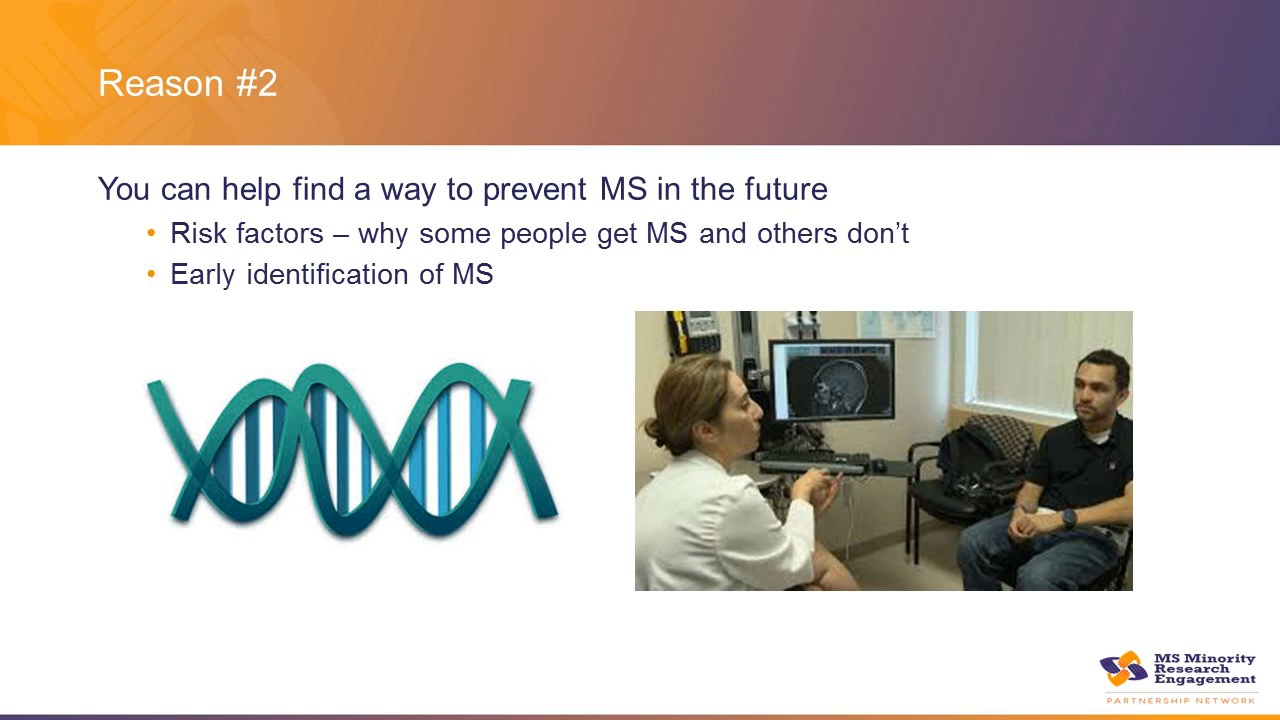 Reason #2
You can help find a way to prevent MS in the future
• Risk factors – why some people get MS and others don’t
• Early identification of MS
MS Minority
Research
Engagement
PARTNERSHIP NETWORK